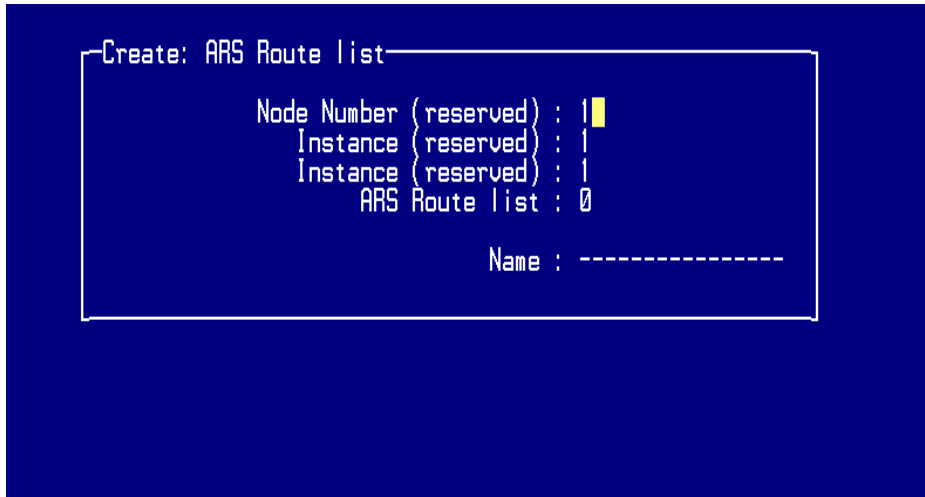 Create: ARS Route list
Node Number (reserved) : 1
Instance (reserved) : 1
Instance (reserved) : 1
ARS Route list : 0
Name : ----------------